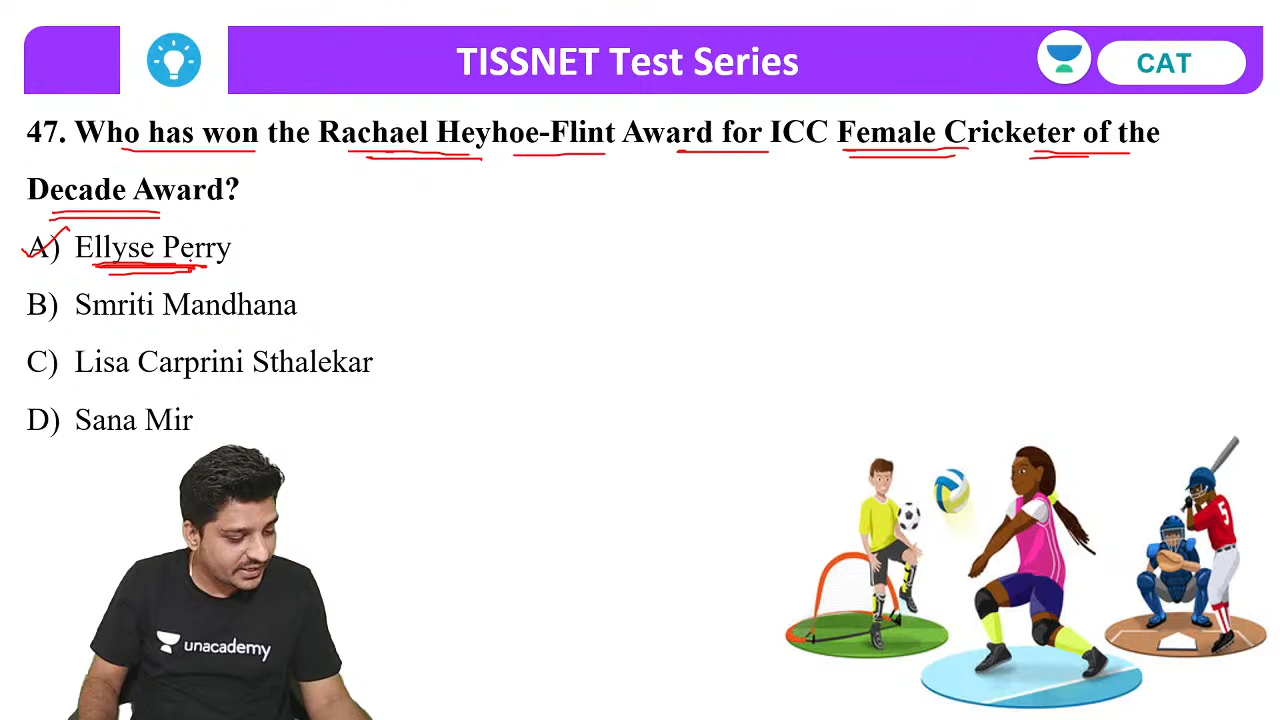 TISSNET Test Series
CAT
47. Who has won the Rachael Heyhoe-Flint Award for ICC Female Cricketer of the
Decade Award?
A) Ellyse Perry
B) Smriti Mandhana
C) Lisa Carprini Sthalekar
D) Sana Mir
unacademy
5